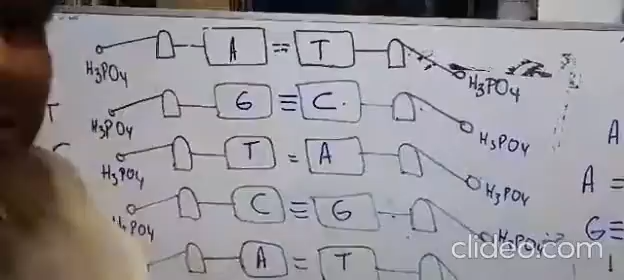 A = T
H3PO4 H3PO4
G ≡ C
H3PO4 H3PO4
T = A
H3PO4 H3PO4
C ≡ G
H3PO4 H3PO4
A = T
T
A
A =
G ≡
clideo.com